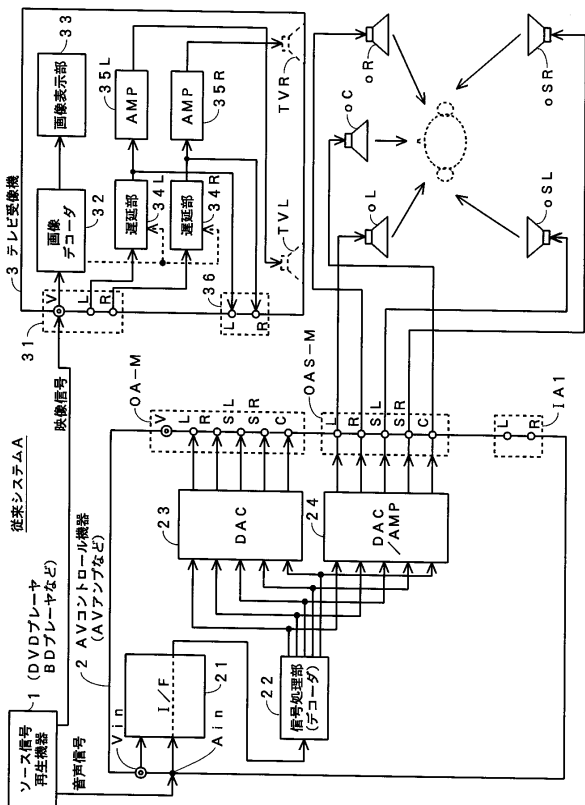 従来システムA
1 (DVDプレーヤ
BDプレーヤなど)
ソース信号
再生機器
音声信号
映像信号
2 AVコントロール機器
(AVアンプなど)
Vin
Ain
I/F
21
22
信号処理部
(デコーダ)
23
DAC
24
DAC
/AMP
OA-M
V
L
R
SL
SR
C
OAS-M
L
R
SL
SR
C
IA1
L
R
3 テレビ受像機
31
V
L
R
画像
デコーダ
32
画像表示部
33
遅延部
34L
遅延部
34R
AMP
35L
AMP
35R
36
L
R
TVL
TVR
oL
oC
oR
oSL
oSR